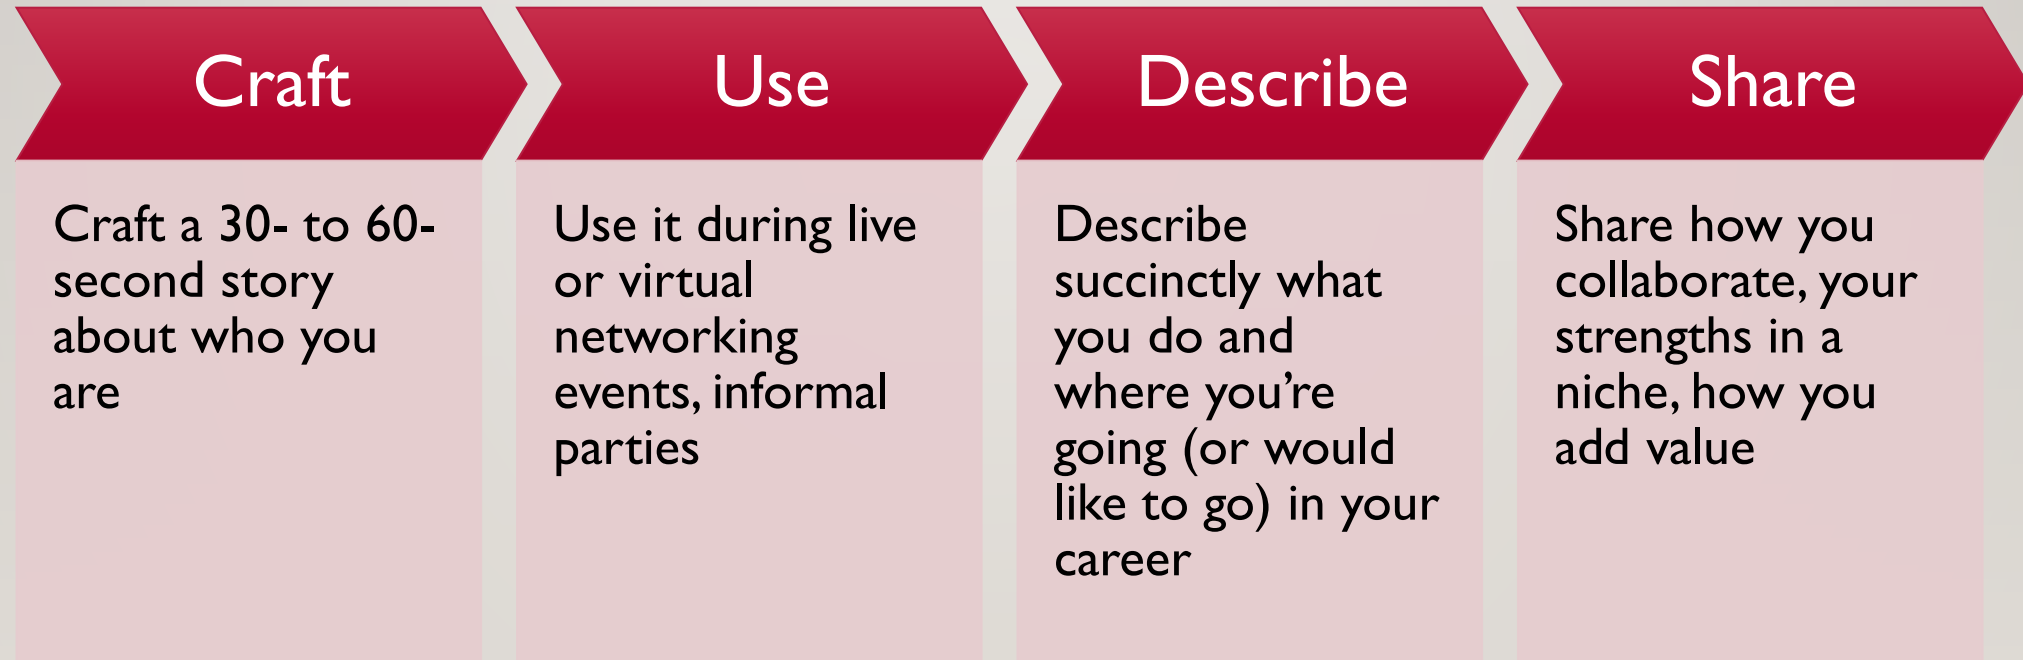 Craft
Craft a 30- to 60-
second story
about who you
are
Use
Use it during live
or virtual
networking
events, informal
parties
Describe
Describe
succinctly what
you do and
where you’re
going (or would
like to go) in your
career
Share
Share how you
collaborate, your
strengths in a
niche, how you
add value